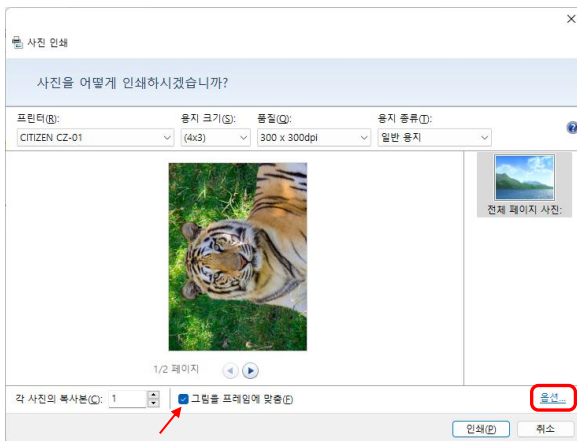 사진 인쇄
사진을 어떻게 인쇄하시겠습니까?
프린터(R): 용지 크기(S): 품질(Q): 용지 종류(T):
CITIZEN CZ-01 (4x3) 300 x 300dpi 일반 용지
전체 페이지 사진:
1/2 페이지
각 사진의 복사본(C): 1 그림을 프레임에 맞춤(F) 옵션...
인쇄(P) 취소